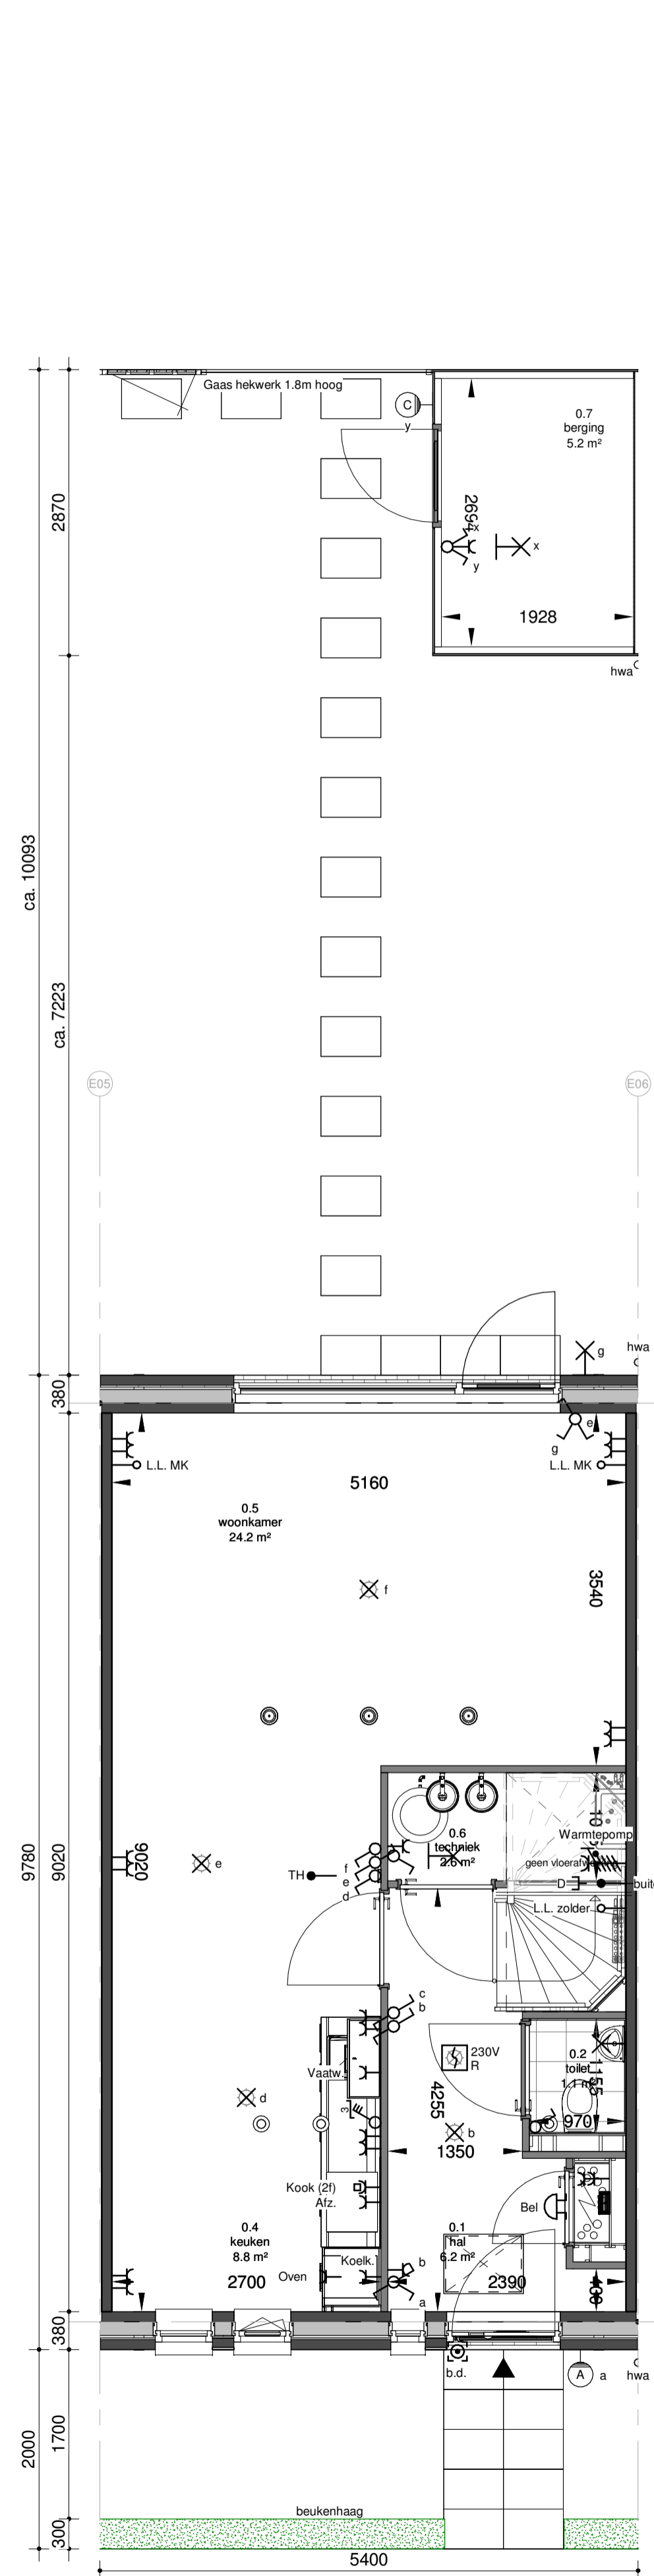 Gaas hekwerk 1.8m hoog
C
y
0.7
berging
5.2 m²
2870
2694
x
y
x
1928
hwa
ca. 10093
ca. 7223
E05
E06
g
hwa
380
e
g
L.L. MK
L.L. MK
5160
0.5
woonkamer
24.2 m²
f
3540
9780
9020
9020
e
TH
f
e
d
0.6
techniek
2.6 m²
Warmtepomp
D
L.L. zolder
c
b
230V
R
0.2
toilet
1.1 m²
Vaatw.
d
3
4255
b
970
1350
Kook (2f)
Afz.
Bel
0.4
keuken
8.8 m²
0.1
hal
6.2 m²
Koelk.
Oven
b
a
2700
2390
380
b.d.
A
a
hwa
2000
1700
300
beukenhaag
5400